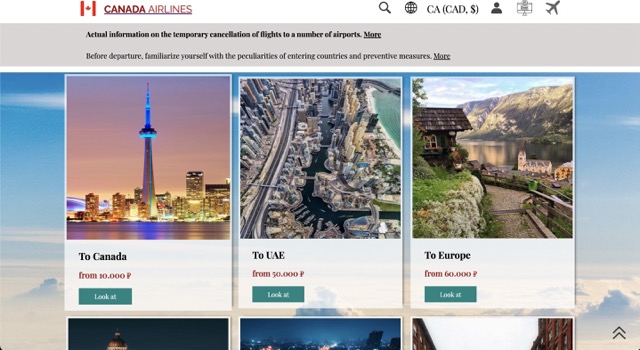 CANADA AIRLINES
CA (CAD, $)
Actual information on the temporary cancellation of flights to a number of airports. More
Before departure, familiarize yourself with the peculiarities of entering countries and preventive measures. More
To Canada
from 10.000 ₽
Look at
To UAE
from 50.000 ₽
Look at
To Europe
from 60.000 ₽
Look at